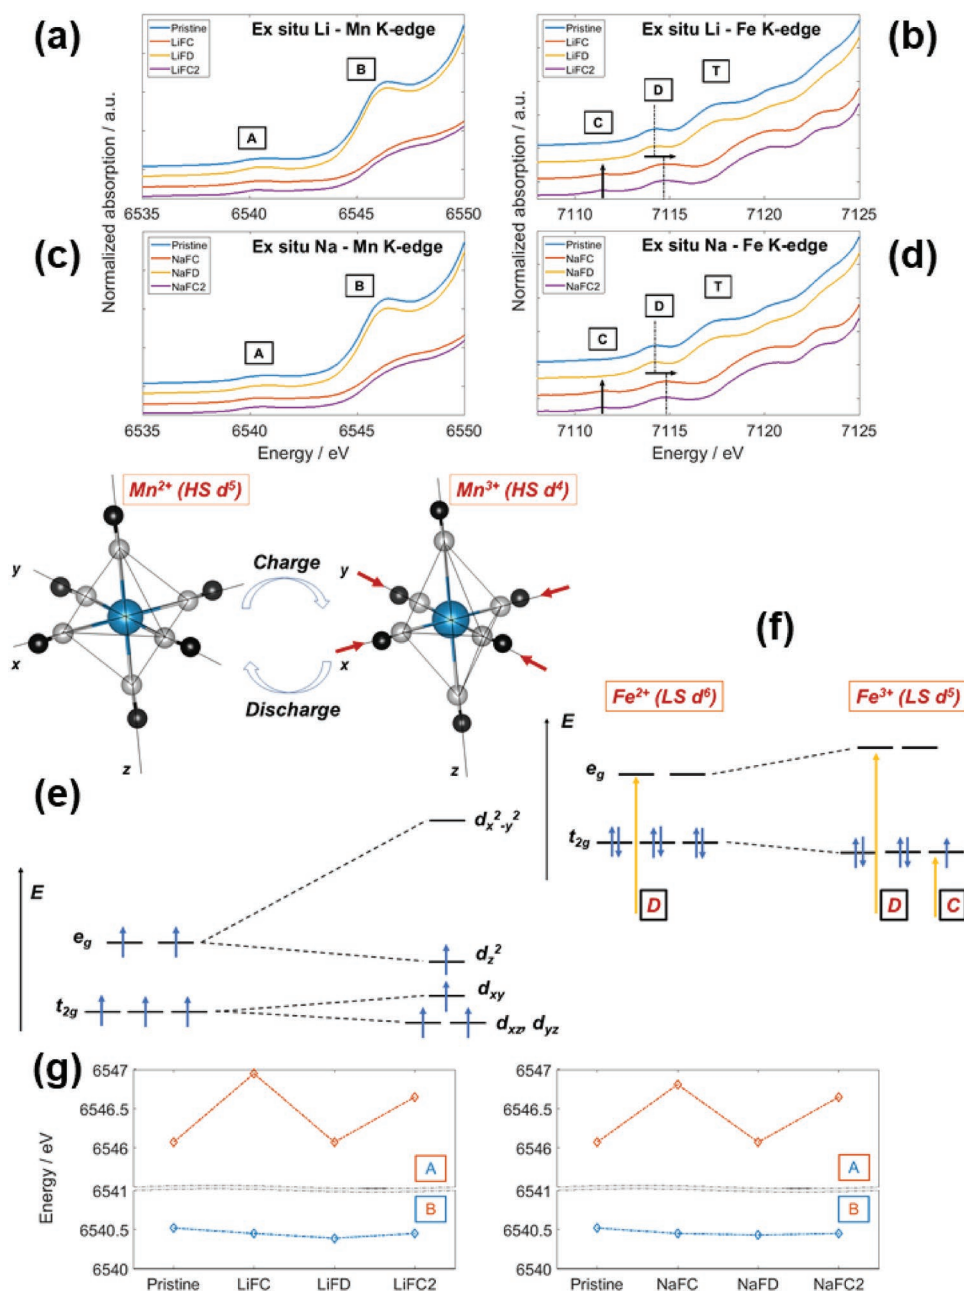 (a)
Pristine
LiFC
LiFD
LiFC2
Ex situ Li - Mn K-edge
A
B
6535
6540
6545
6550
(b)
Pristine
LiFC
LiFD
LiFC2
Ex situ Li - Fe K-edge
C
D
T
7110
7115
7120
7125
Normalized absorption / a.u.
(c)
Pristine
NaFC
NaFD
NaFC2
Ex situ Na - Mn K-edge
A
B
6535
6540
6545
6550
Energy / eV
(d)
Pristine
NaFC
NaFD
NaFC2
Ex situ Na - Fe K-edge
C
D
T
7110
7115
7120
7125
Energy / eV
Normalized absorption / a.u.
Mn2+ (HS d5)
Mn3+ (HS d4)
y
x
z
Charge
Discharge
y
x
z
(e)
E
eg
t2g
dx2-y2
dz2
dxy
dxz, dyz
(f)
Fe2+ (LS d6)
Fe3+ (LS d5)
E
eg
t2g
D
D
C
(g)
Energy / eV
6547
6546.5
6546
6541
6540.5
6540
A
B
Pristine
LiFC
LiFD
LiFC2
6547
6546.5
6546
6541
6540.5
6540
A
B
Pristine
NaFC
NaFD
NaFC2